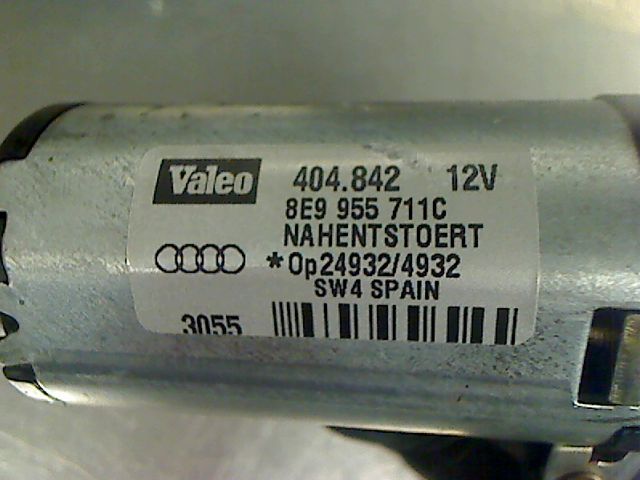 Valeo 404.842 12V
8E9 955 711C
NAHENTSTOERT
*Op24932/4932
SW4 SPAIN
3055